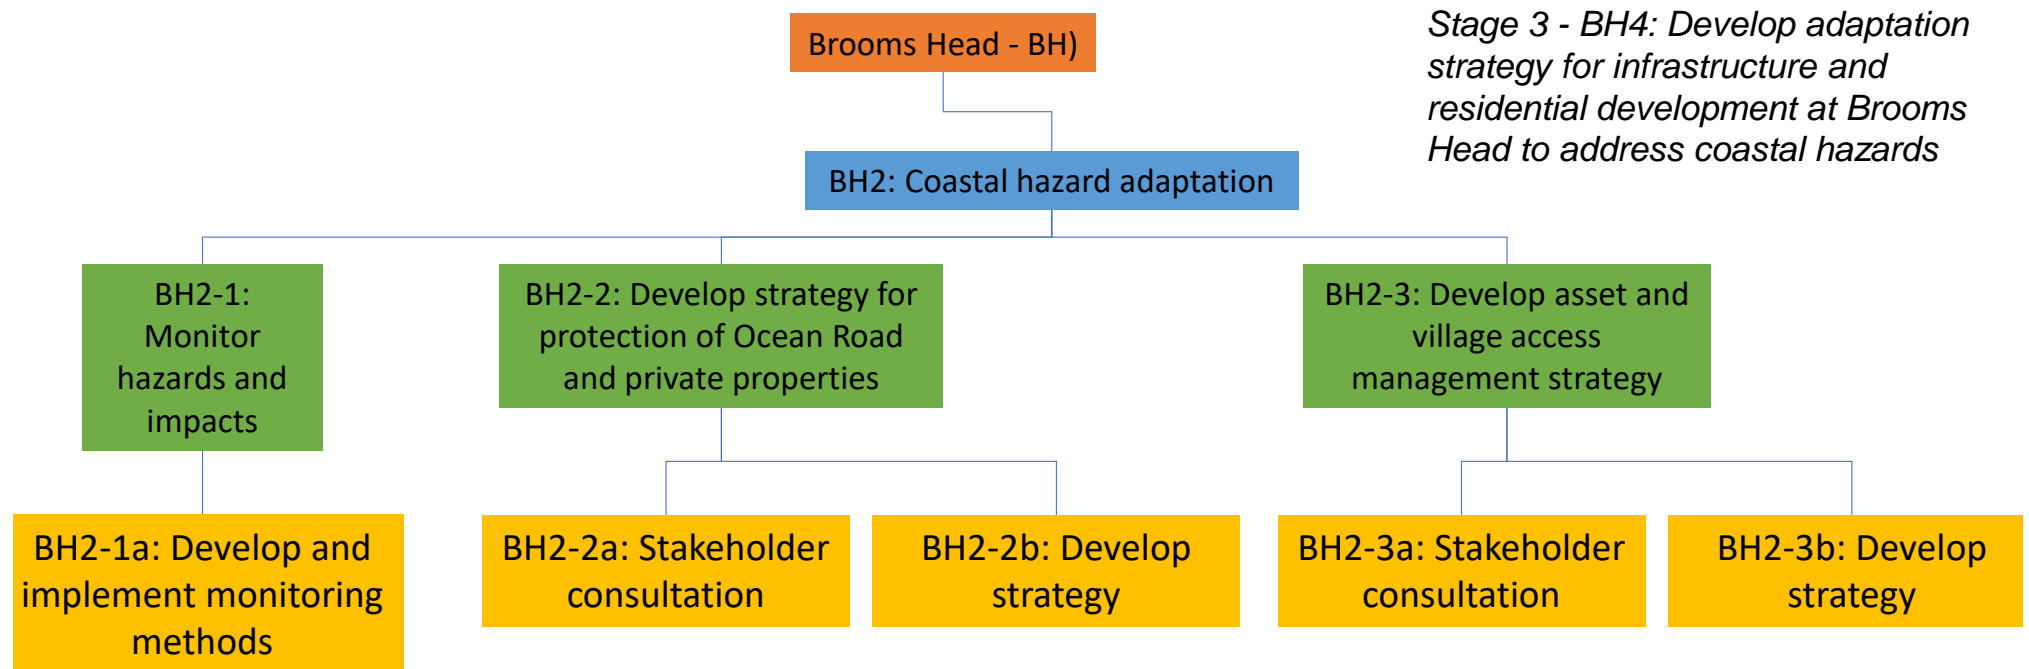 Brooms Head - BH)
Stage 3 - BH4: Develop adaptation
strategy for infrastructure and
residential development at Brooms
Head to address coastal hazards
BH2: Coastal hazard adaptation
BH2-1:
Monitor
hazards and
impacts
BH2-2: Develop strategy for
protection of Ocean Road
and private properties
BH2-3: Develop asset and
village access
management strategy
BH2-1a: Develop and
implement monitoring
methods
BH2-2a: Stakeholder
consultation
BH2-2b: Develop
strategy
BH2-3a: Stakeholder
consultation
BH2-3b: Develop
strategy